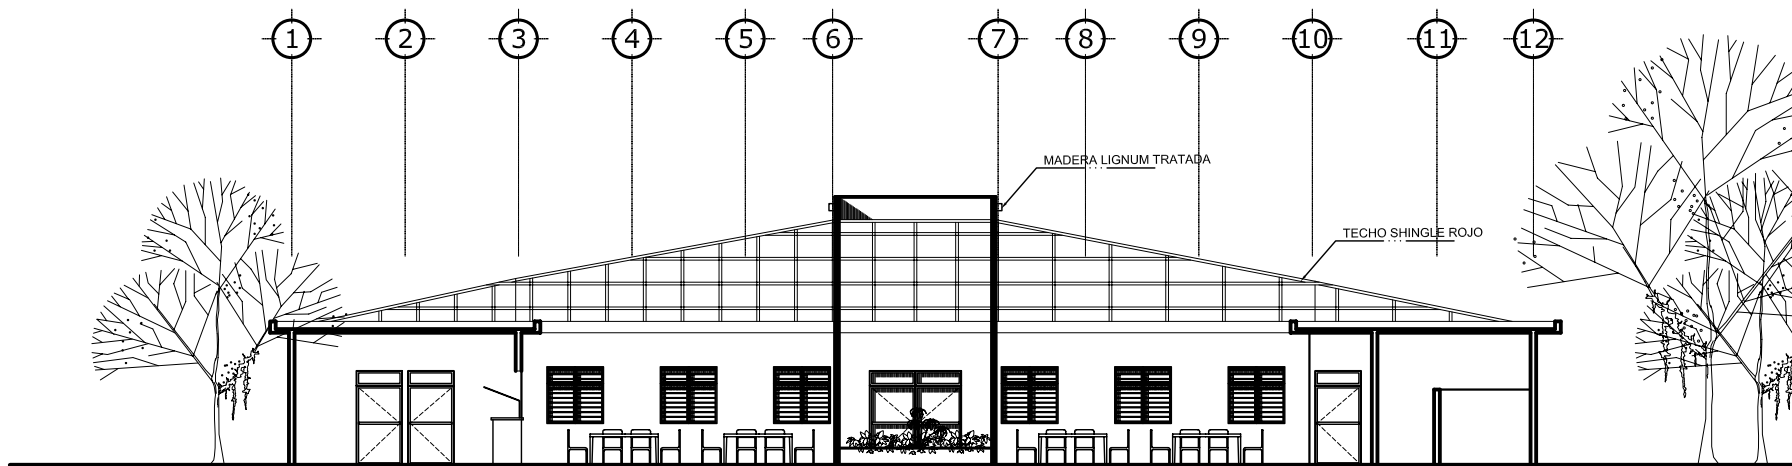 1 2 3 4 5 6 7 8 9 10 11 12
MADERA LIGNUM TRATADA
TECHO SHINGLE ROJO